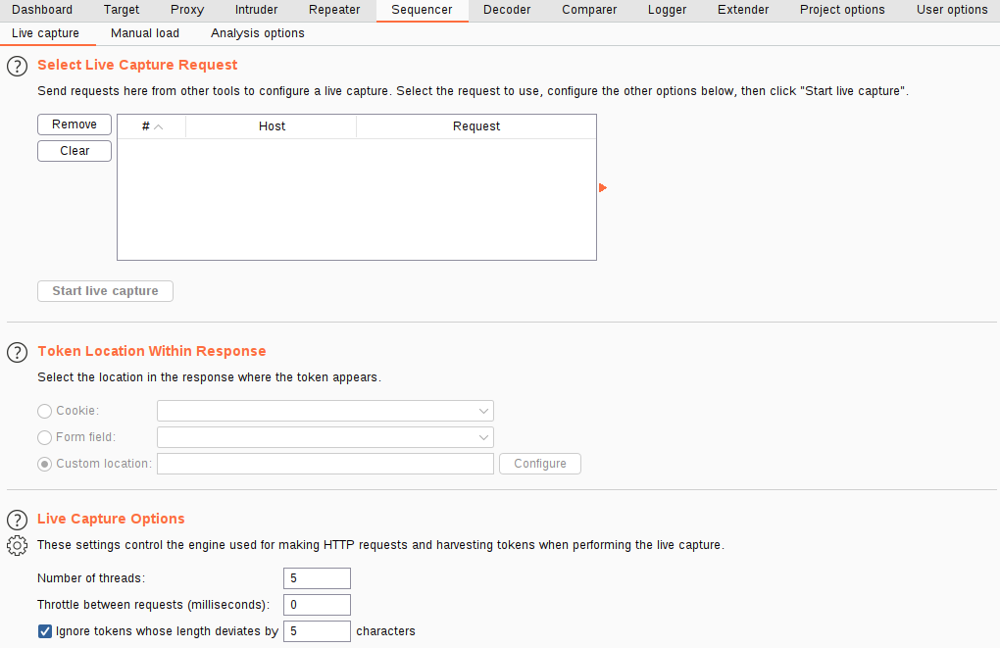 Dashboard Target Proxy Intruder Repeater Sequencer Decoder Comparer Logger Extender Project options User options
Live capture Manual load Analysis options
? Select Live Capture Request
Send requests here from other tools to configure a live capture. Select the request to use, configure the other options below, then click "Start live capture".
Remove # Host Request
Clear
Start live capture
? Token Location Within Response
Select the location in the response where the token appears.
Cookie:
Form field:
Custom location: Configure
? Live Capture Options
These settings control the engine used for making HTTP requests and harvesting tokens when performing the live capture.
Number of threads: 5
Throttle between requests (milliseconds): 0
Ignore tokens whose length deviates by 5 characters